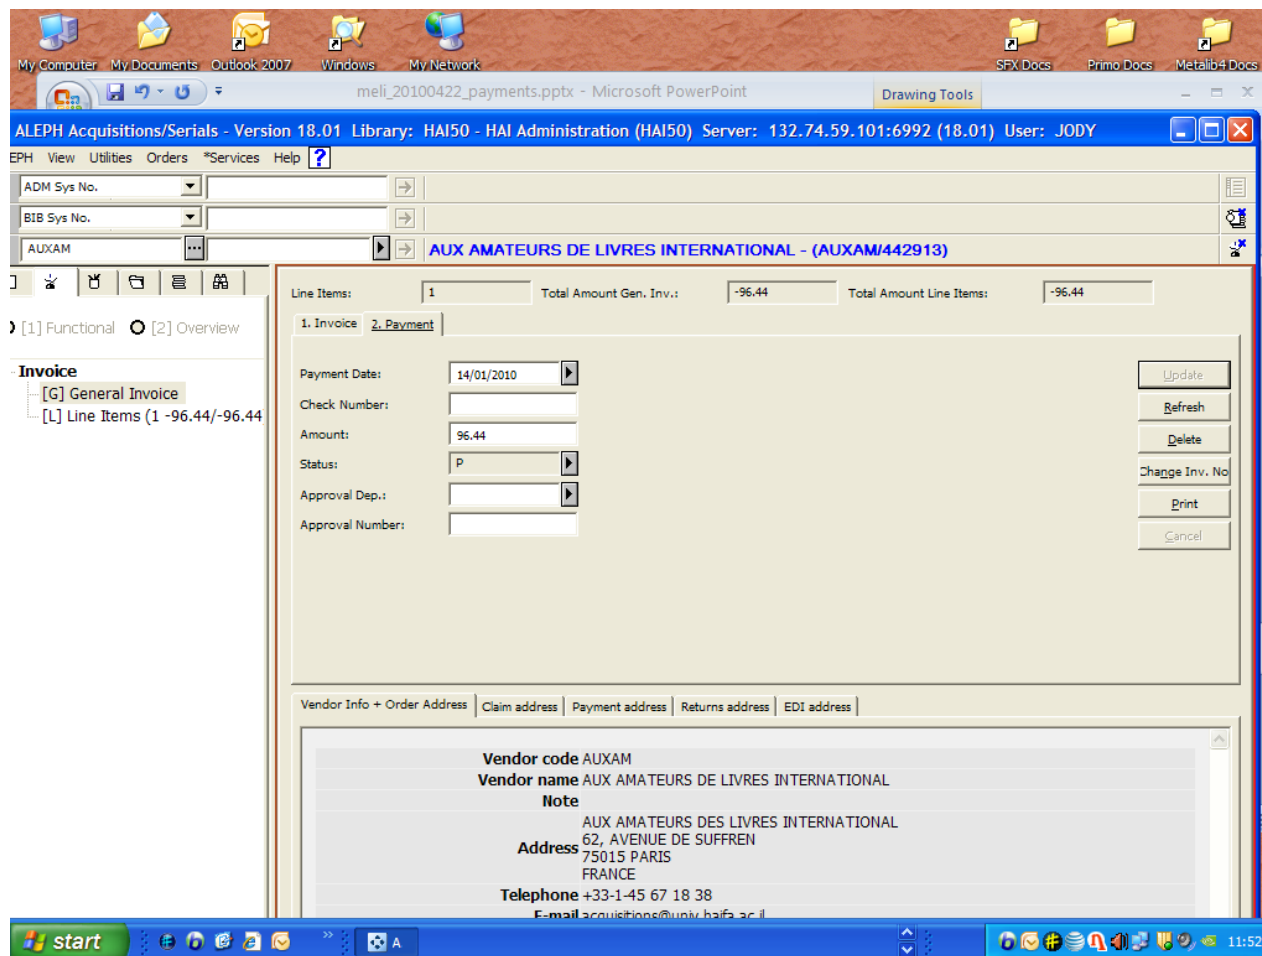 My Computer My Documents Outlook 2007 Windows My Network SFX Docs Primo Docs Metalib4 Docs
meli_20100422_payments.pptx - Microsoft PowerPoint Drawing Tools
ALEPH Acquisitions/Serials - Version 18.01 Library: HAI50 - HAI Administration (HAI50) Server: 132.74.59.101:6992 (18.01) User: JODY
EPH View Utilities Orders *Services Help ?
ADM Sys No.
BIB Sys No.
AUXAM ... AUX AMATEURS DE LIVRES INTERNATIONAL - (AUXAM/442913)
Line Items: 1 Total Amount Gen. Inv.: -96.44 Total Amount Line Items: -96.44
[1] Functional [2] Overview
1. Invoice 2. Payment
Invoice
[G] General Invoice
[L] Line Items (1 -96.44/-96.44
Payment Date: 14/01/2010
Check Number:
Amount: 96.44
Status: P
Approval Dep.:
Approval Number:
Update
Refresh
Delete
Change Inv. No
Print
Cancel
Vendor Info + Order Address Claim address Payment address Returns address EDI address
Vendor code AUXAM
Vendor name AUX AMATEURS DE LIVRES INTERNATIONAL
Note
Address AUX AMATEURS DES LIVRES INTERNATIONAL
62, AVENUE DE SUFFREN
75015 PARIS
FRANCE
Telephone +33-1-45 67 18 38
E-mail acquisitions@univ.haifa.ac.il
start A 11:52